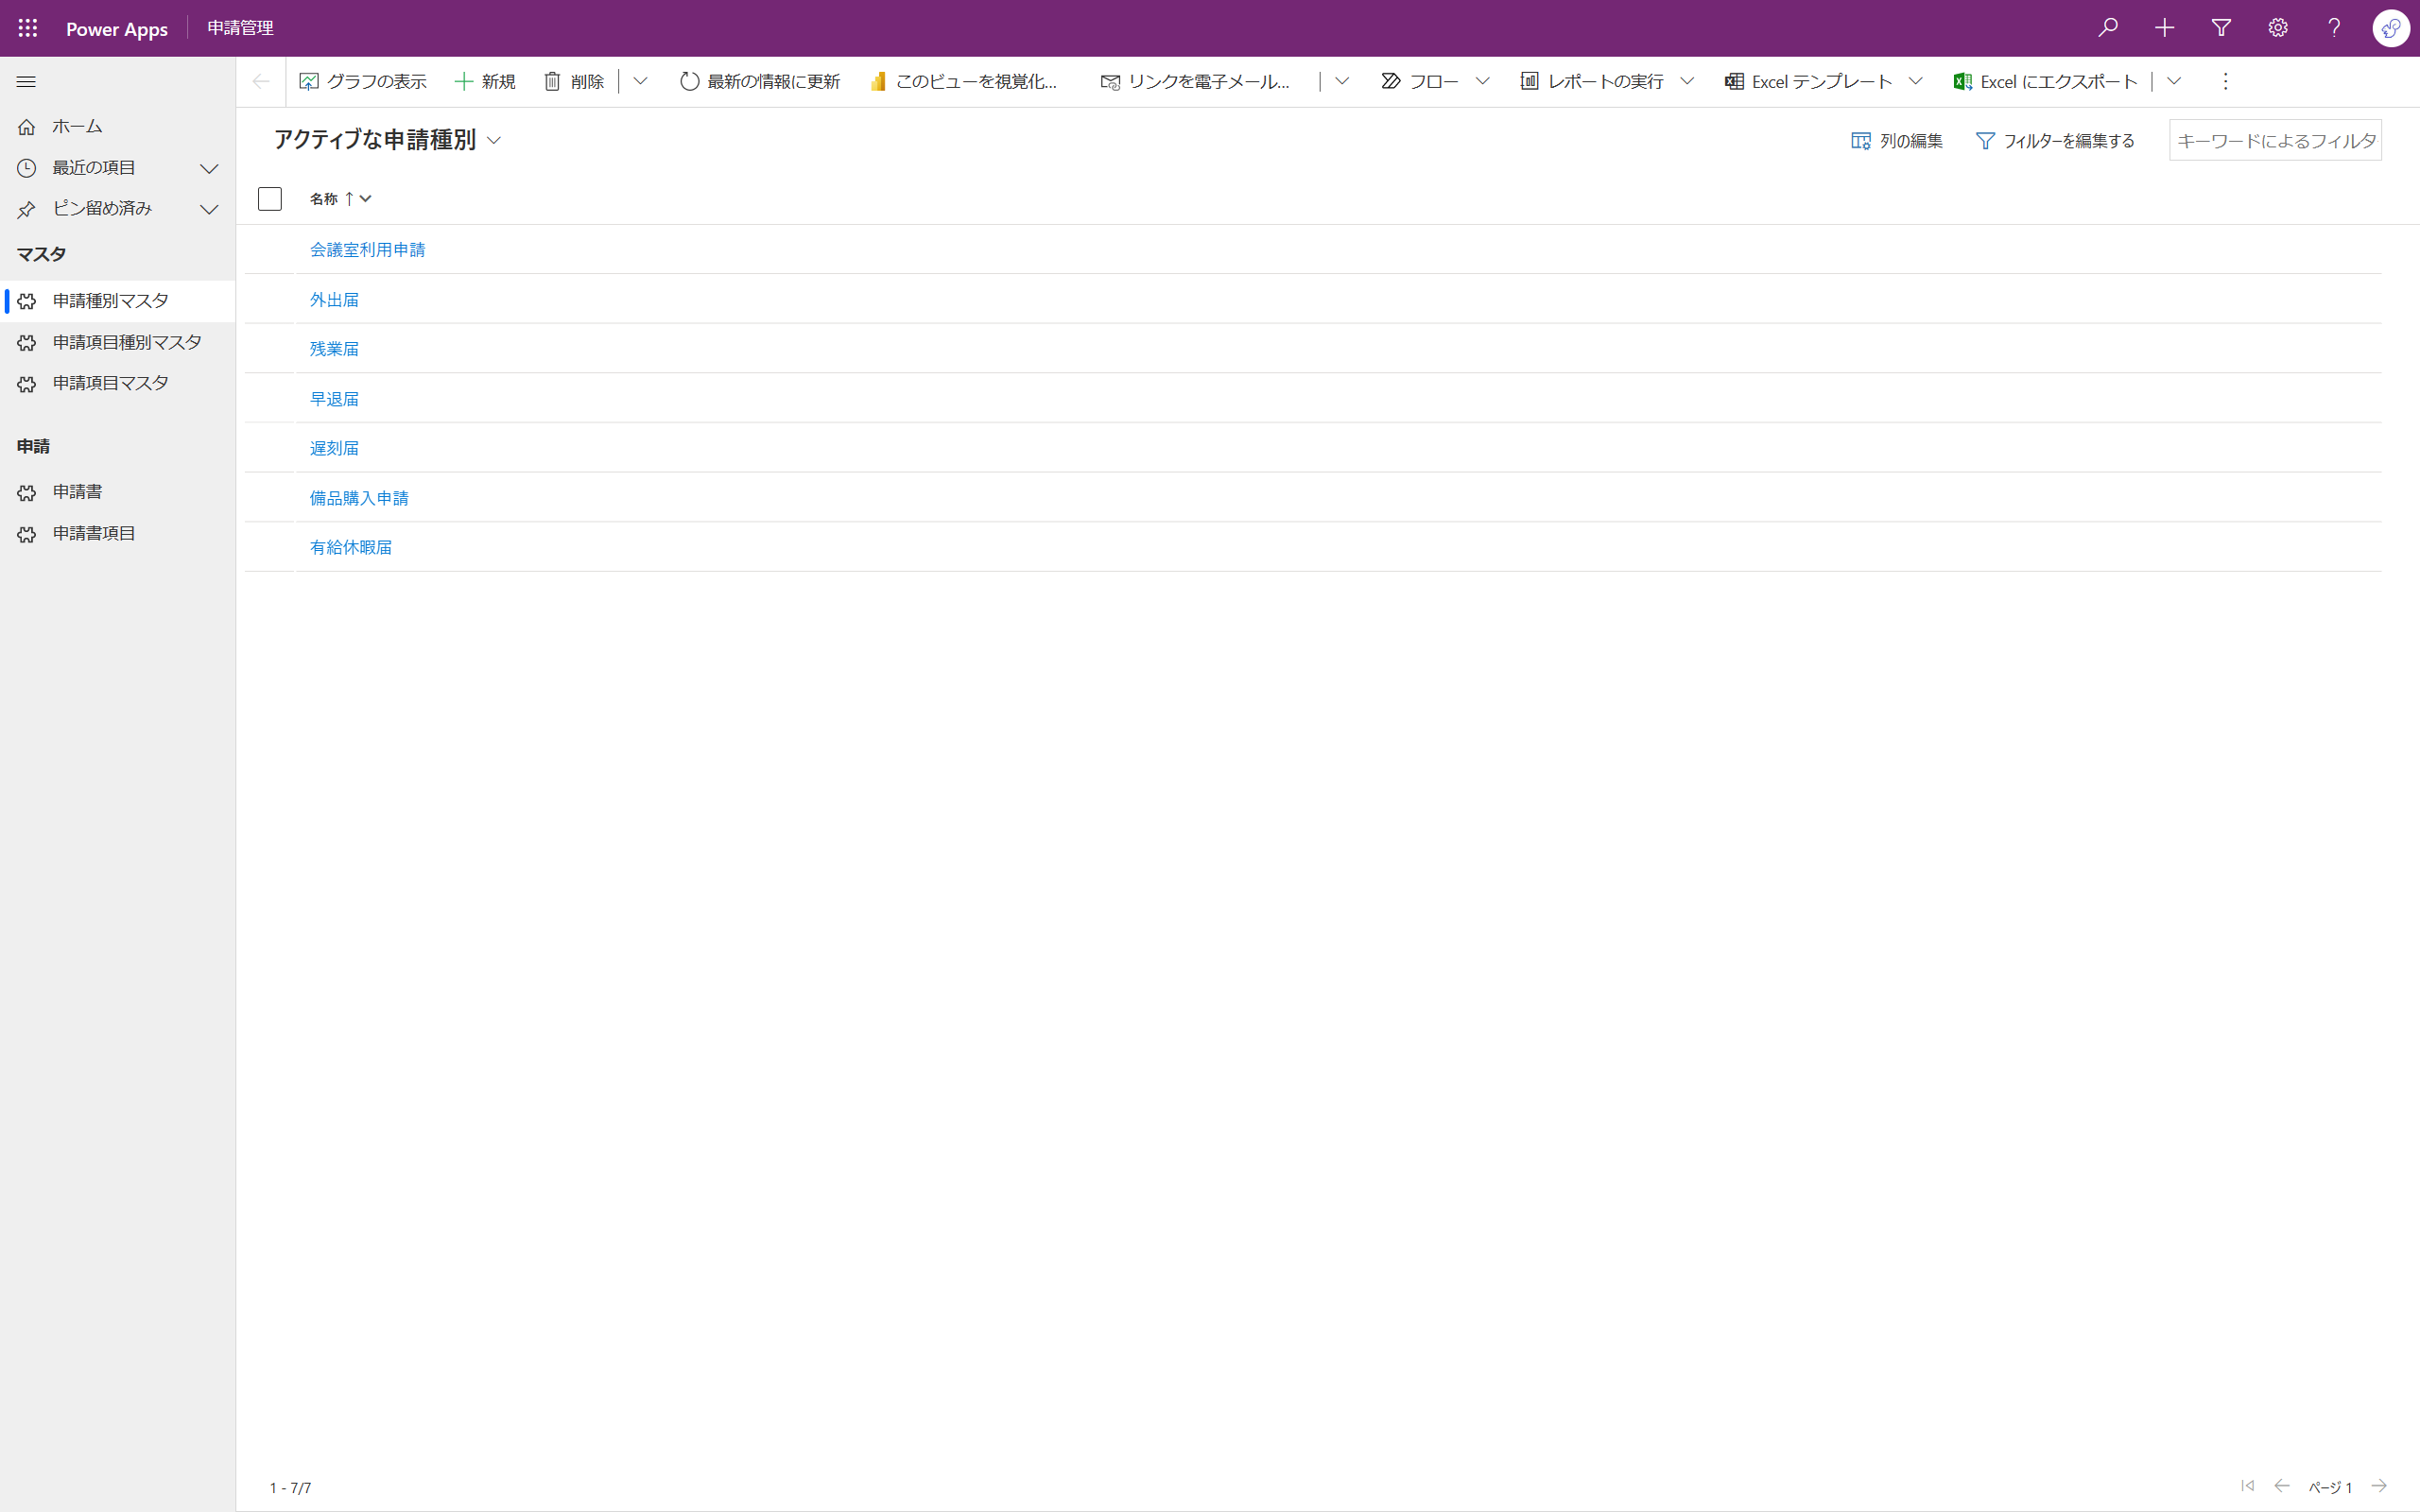 Power Apps 申請管理
グラフの表示 新規 削除 最新の情報に更新 このビューを視覚化... リンクを電子メール... フロー レポートの実行 Excel テンプレート Excel にエクスポート
ホーム
最近の項目
ピン留め済み
マスタ
申請種別マスタ
申請項目種別マスタ
申請項目マスタ
申請
申請書
申請書項目
アクティブな申請種別
列の編集 フィルターを編集する キーワードによるフィルタ
名称
会議室利用申請
外出届
残業届
早退届
遅刻届
備品購入申請
有給休暇届
1 - 7/7 ページ 1